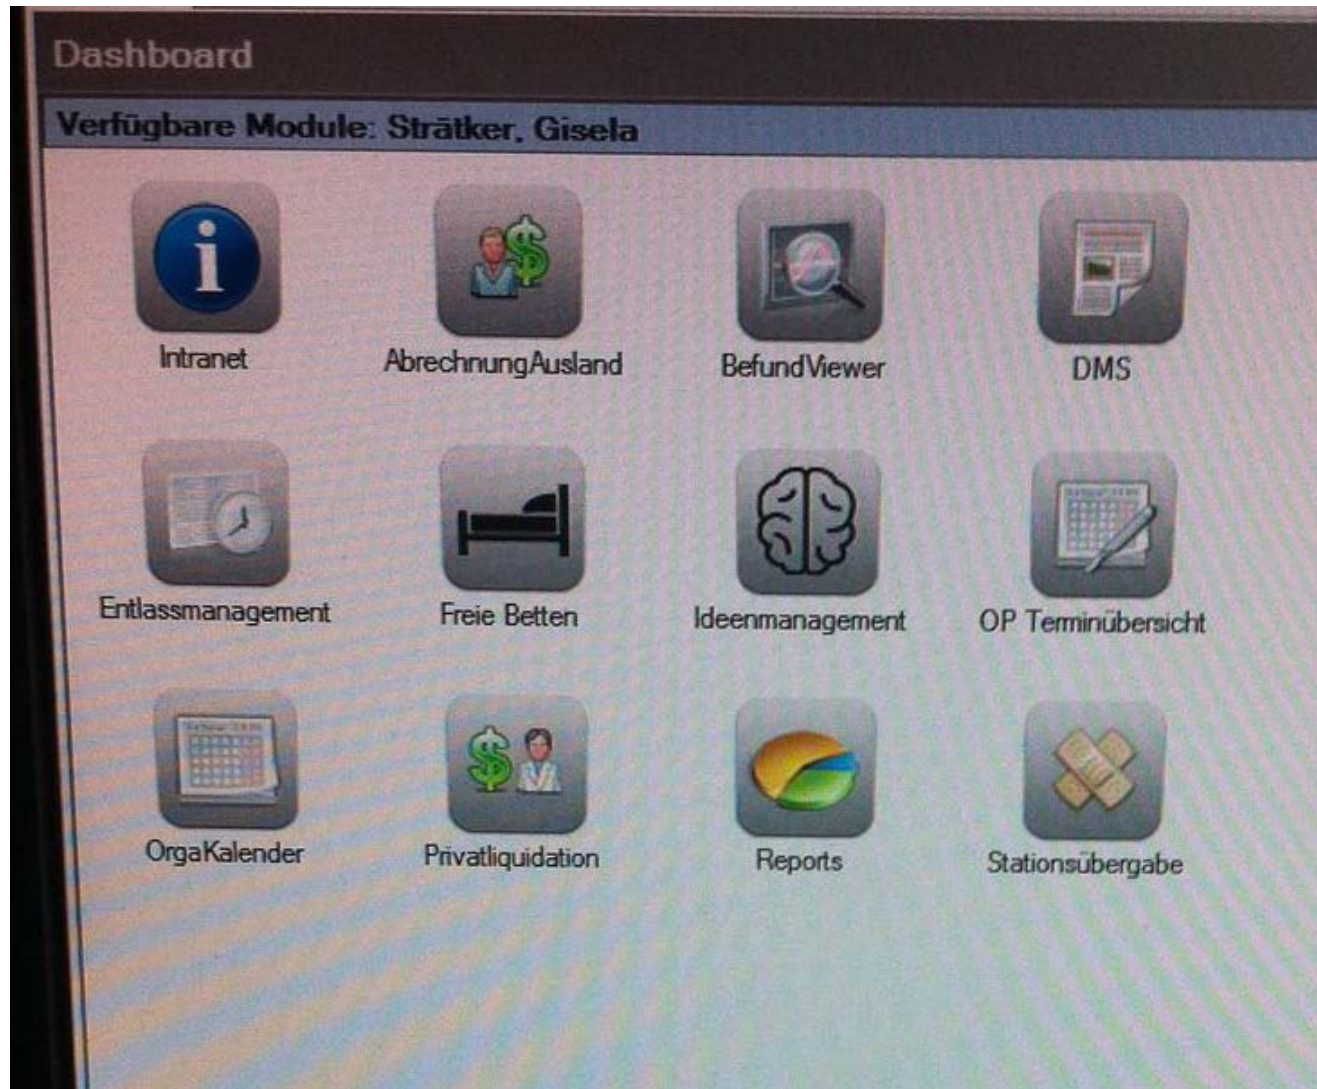 Dashboard
Verfügbare Module: Strätker, Gisela
Intranet
AbrechnungAusland
BefundViewer
DMS
Entlassmanagement
Freie Betten
Ideenmanagement
OP Terminübersicht
OrgaKalender
Privatliquidation
Reports
Stationsübergabe